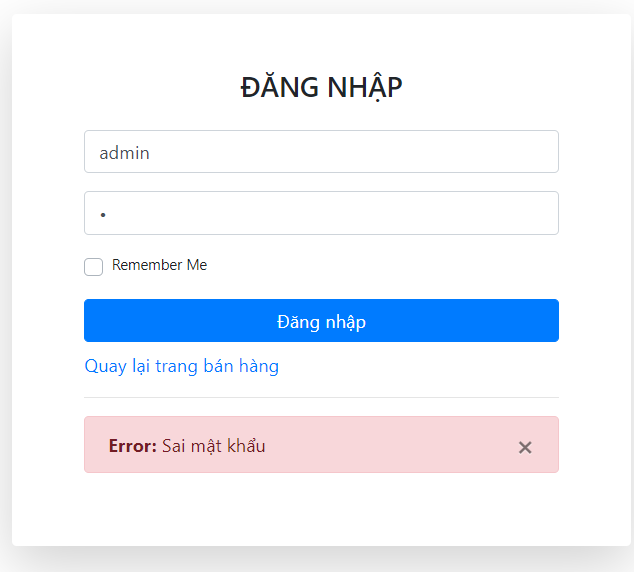 ĐĂNG NHẬP
admin
•
Remember Me
Đăng nhập
Quay lại trang bán hàng
Error: Sai mật khẩu ×